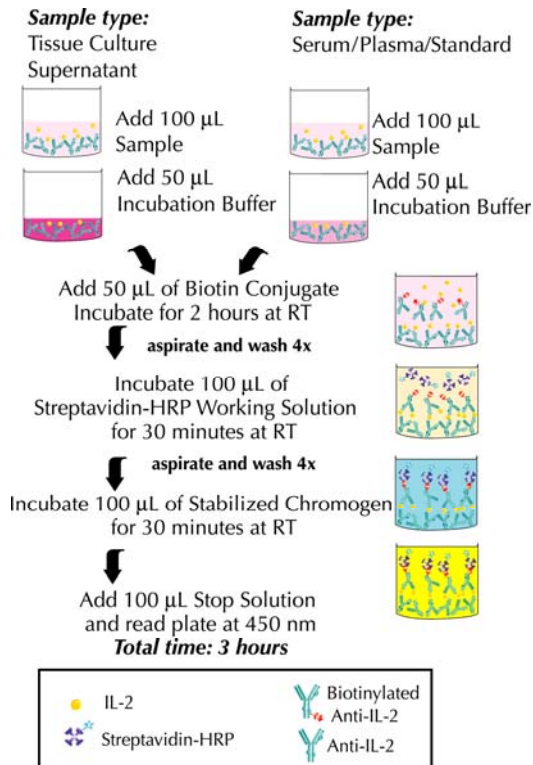 Sample type:
Tissue Culture
Supernatant
Add 100 µL
Sample
Add 50 µL
Incubation Buffer
Sample type:
Serum/Plasma/Standard
Add 100 µL
Sample
Add 50 µL
Incubation Buffer
Add 50 µL of Biotin Conjugate
Incubate for 2 hours at RT
aspirate and wash 4x
Incubate 100 µL of
Streptavidin-HRP Working Solution
for 30 minutes at RT
aspirate and wash 4x
Incubate 100 µL of Stabilized Chromogen
for 30 minutes at RT
Add 100 µL Stop Solution
and read plate at 450 nm
Total time: 3 hours
IL-2
Streptavidin-HRP
Biotinylated
Anti-IL-2
Anti-IL-2